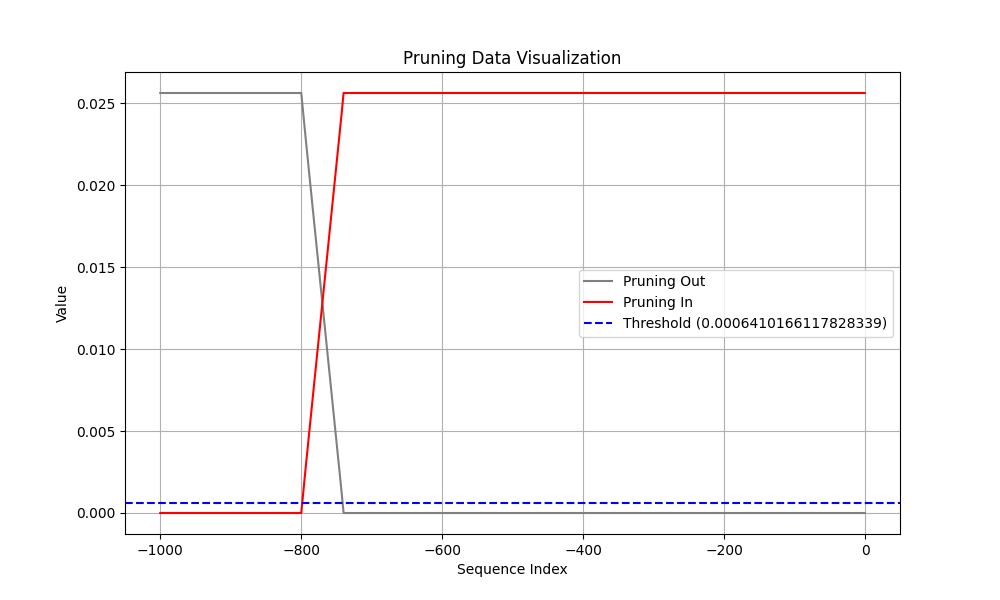 Pruning Data Visualization
0.025
0.020
0.015
0.010
0.005
0.000
Value
Pruning Out
Pruning In
Threshold (0.0006410166117828339)
−1000 −800 −600 −400 −200 0
Sequence Index